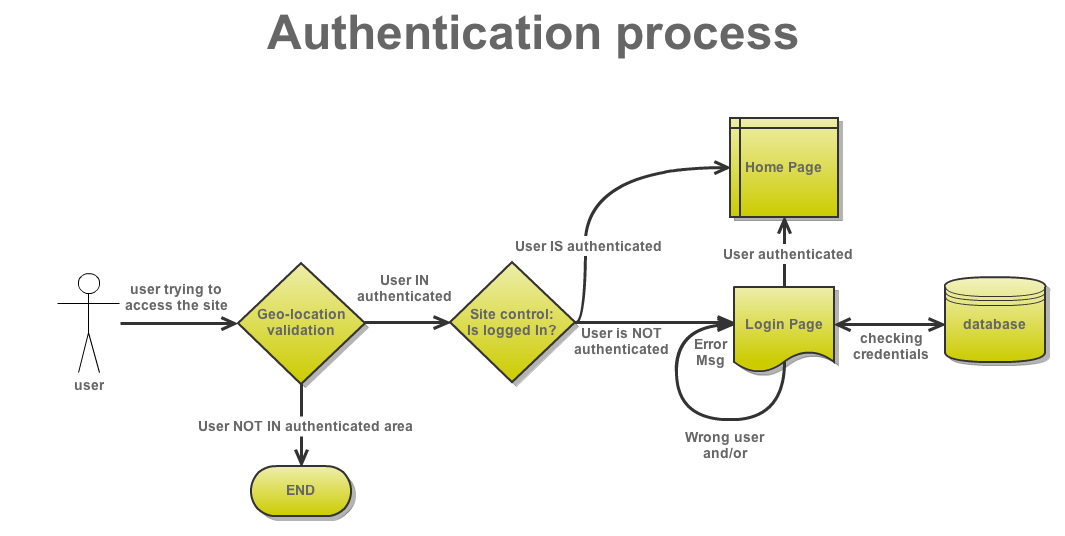 Authentication process
Home Page
User IS authenticated
User authenticated
user trying to
access the site
Geo-location
validation
User IN
authenticated
Site control:
Is logged In?
User is NOT
authenticated
Error
Msg
Login Page
checking
credentials
database
user
User NOT IN authenticated area
Wrong user
and/or
END